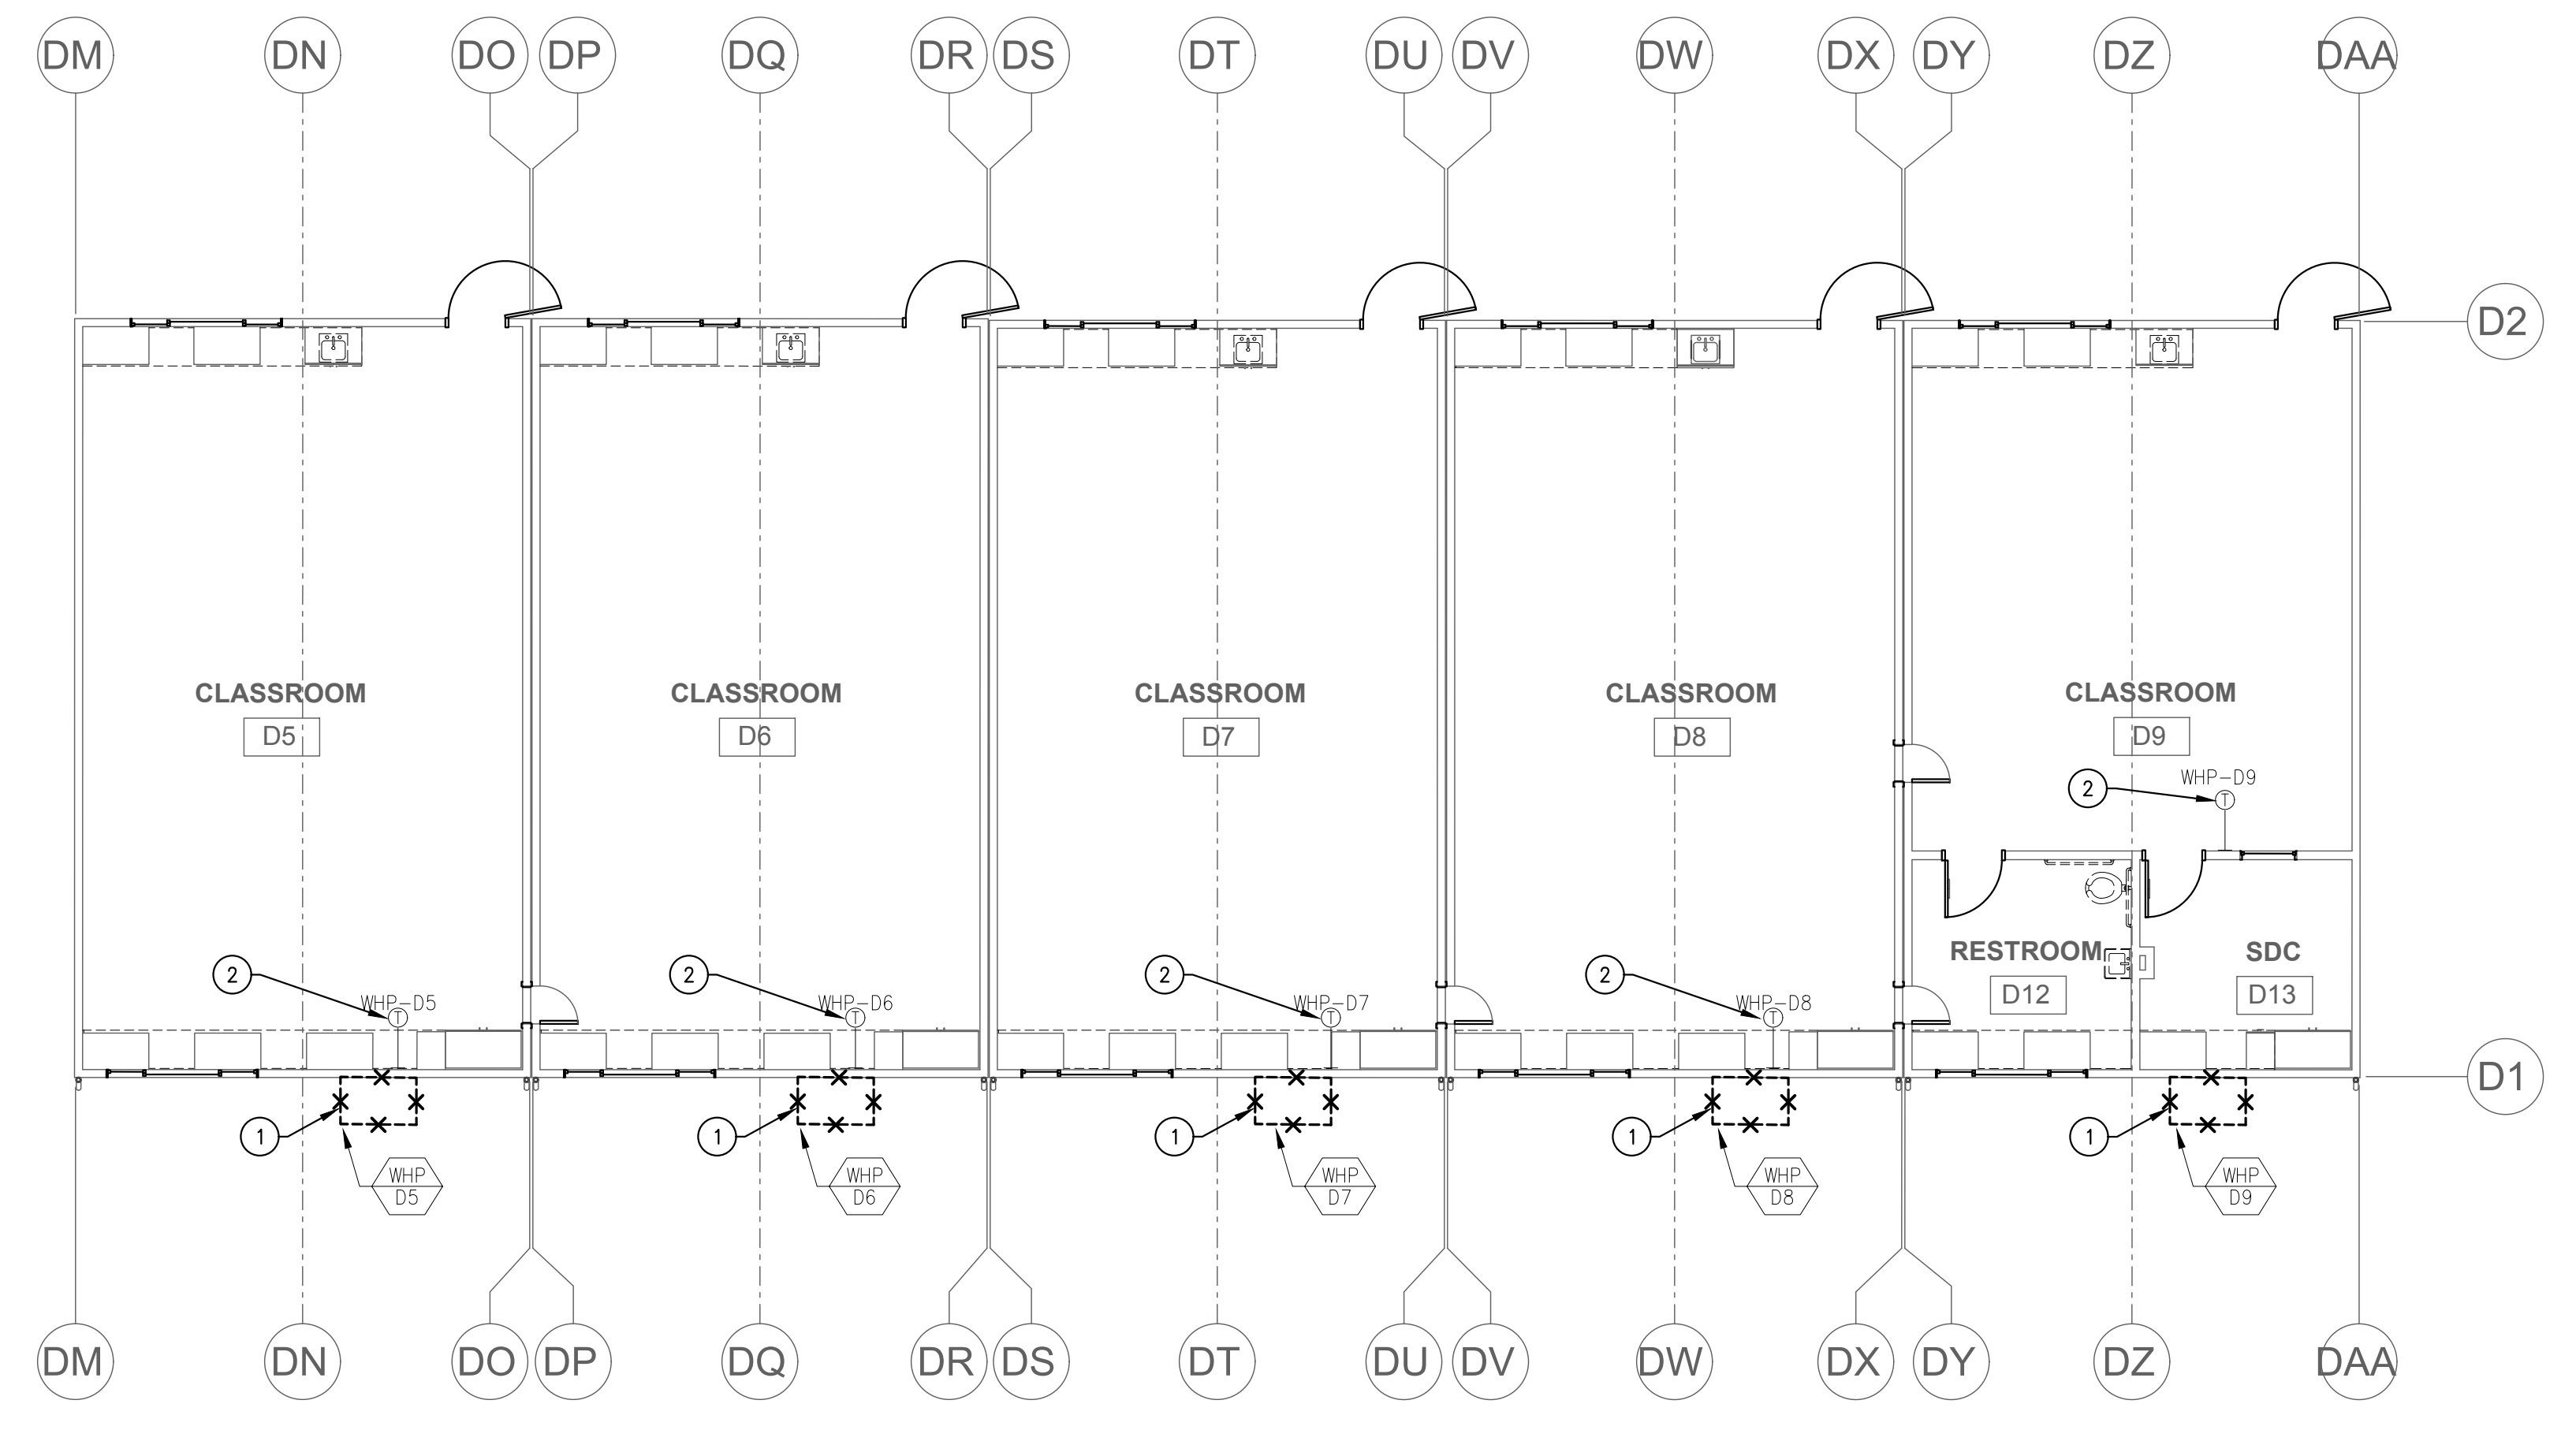 DM DN DO DP DQ DR DS DT DU DV DW DX DY DZ DAA
D2
CLASSROOM CLASSROOM CLASSROOM CLASSROOM CLASSROOM
D5 D6 D7 D8 D9
WHP-D9
2 T
RESTROOM SDC
2 2 2 2
D12 D13
WHP-D5 WHP-D6 WHP-D7 WHP-D8
T T T T
D1
1 1 1 1 1
WHP WHP WHP WHP WHP
D5 D6 D7 D8 D9
DM DN DO DP DQ DR DS DT DU DV DW DX DY DZ DAA